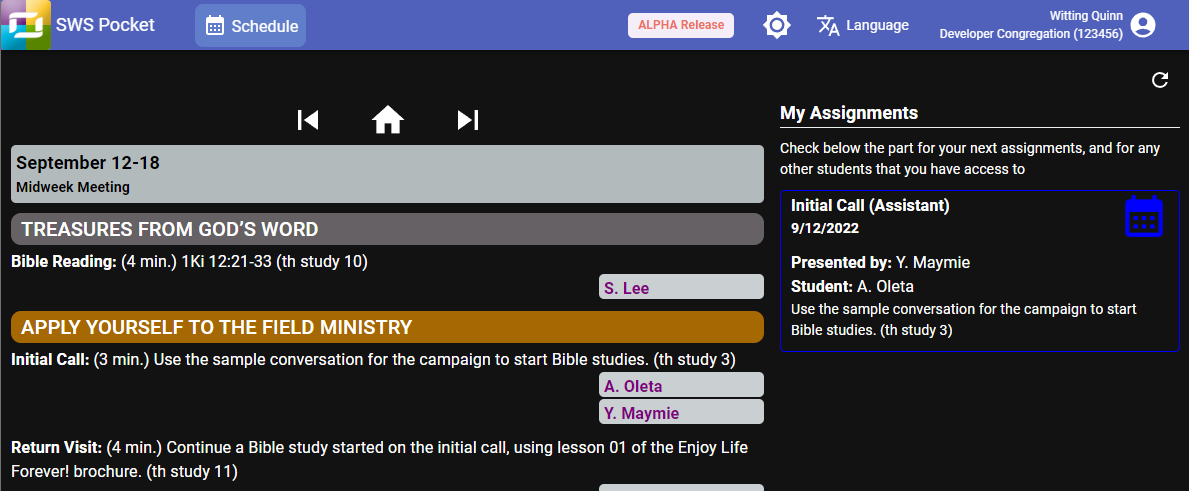 SWS Pocket
Schedule
ALPHA Release
Language
Witting Quinn
Developer Congregation (123456)
September 12-18
Midweek Meeting
TREASURES FROM GOD’S WORD
Bible Reading: (4 min.) 1Ki 12:21-33 (th study 10)
S. Lee
APPLY YOURSELF TO THE FIELD MINISTRY
Initial Call: (3 min.) Use the sample conversation for the campaign to start Bible studies. (th study 3)
A. Oleta
Y. Maymie
Return Visit: (4 min.) Continue a Bible study started on the initial call, using lesson 01 of the Enjoy Life
Forever! brochure. (th study 11)
My Assignments
Check below the part for your next assignments, and for any
other students that you have access to
Initial Call (Assistant)
9/12/2022
Presented by: Y. Maymie
Student: A. Oleta
Use the sample conversation for the campaign to start
Bible studies. (th study 3)